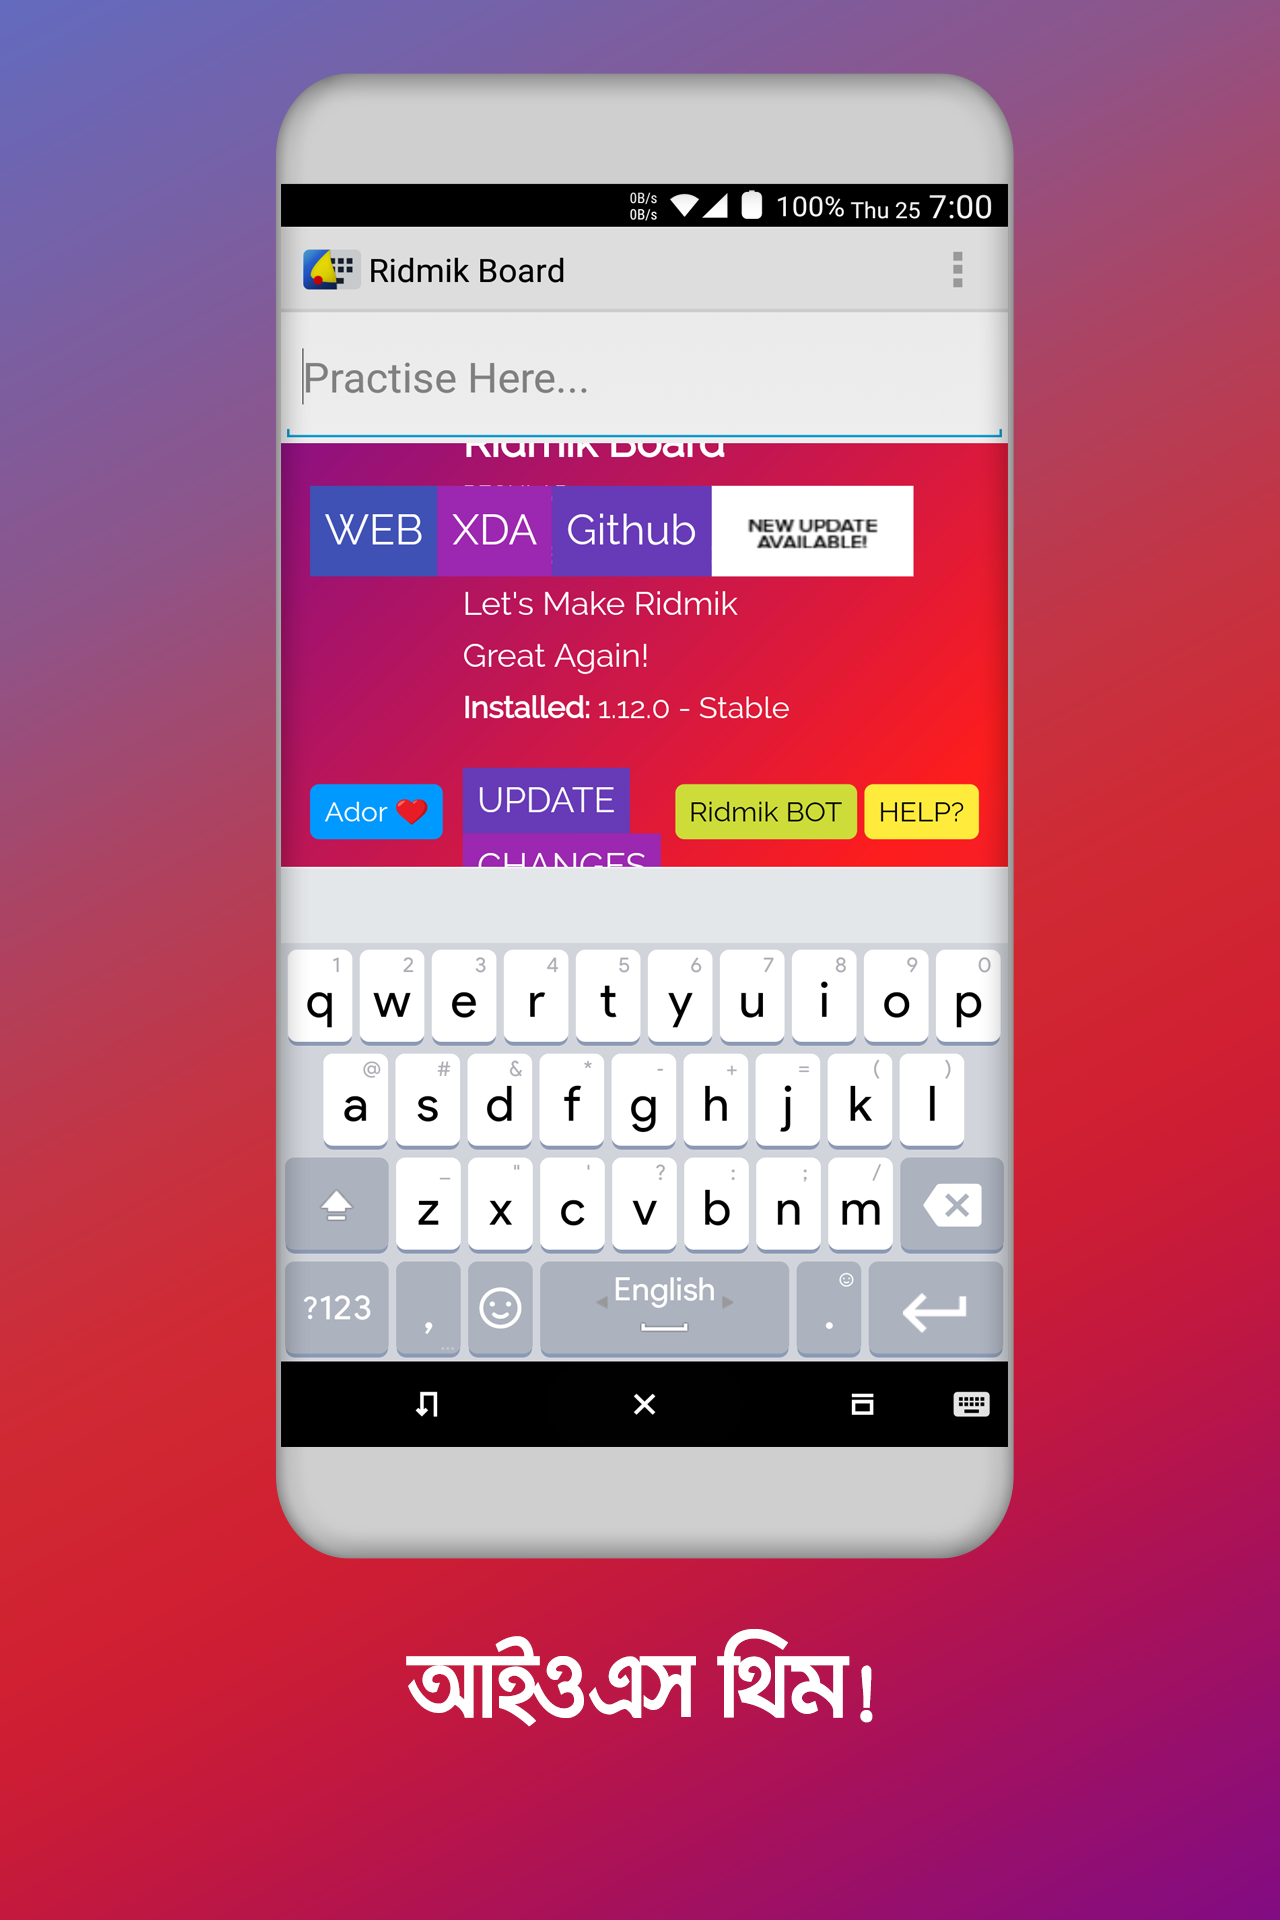 0B/s
0B/s
100% Thu 25 7:00
Ridmik Board
Practise Here...
Ridmik Board
WEB XDA Github NEW UPDATE
AVAILABLE!
Let's Make Ridmik
Great Again!
Installed: 1.12.0 - Stable
Ador ❤️ UPDATE Ridmik BOT HELP?
CHANGES
1 2 3 4 5 6 7 8 9 0
q w e r t y u i o p
@ # & * - + = ( )
a s d f g h j k l
_ " ' ? : ; /
z x c v b n m
?123 , English .
...
আইওএস থিম!